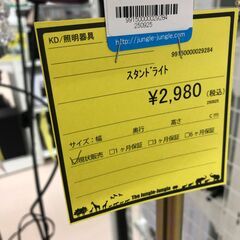 99150000029284
250925
http://jungle-jungle.com/
KD/照明器具
99150000029284
スタンドライト
¥2,980 (税込)
250925
サイズ:幅 奥行 高さ cm
☑現状販売 □1ヶ月保証 □3ヶ月保証 □6ヶ月保証
The Jungle-Jungle